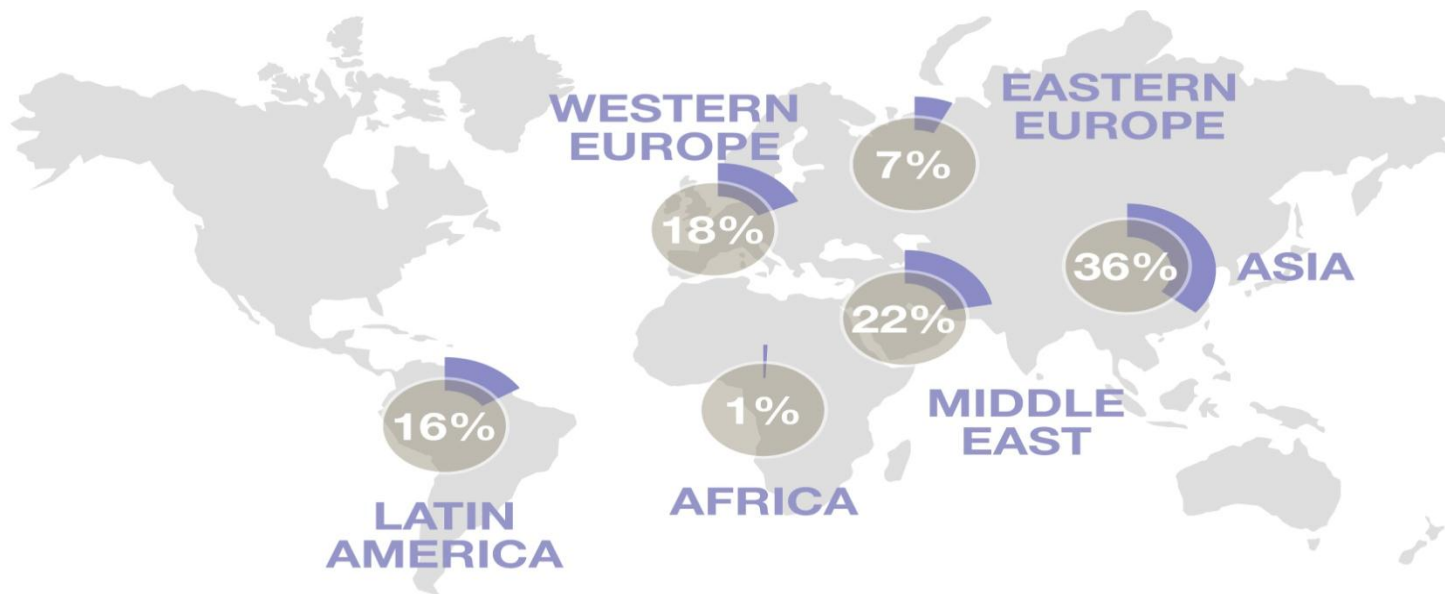 WESTERN
EUROPE
18%
EASTERN
EUROPE
7%
36%
ASIA
22%
MIDDLE
EAST
16%
LATIN
AMERICA
1%
AFRICA